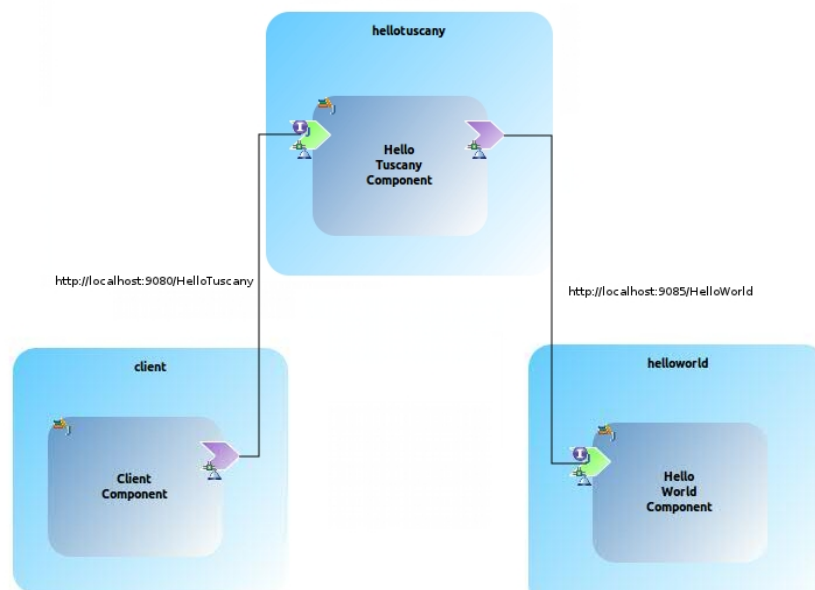 hellotuscany
Hello
Tuscany
Component
http://localhost:9080/HelloTuscany
http://localhost:9085/HelloWorld
client
helloworld
Client
Component
Hello
World
Component